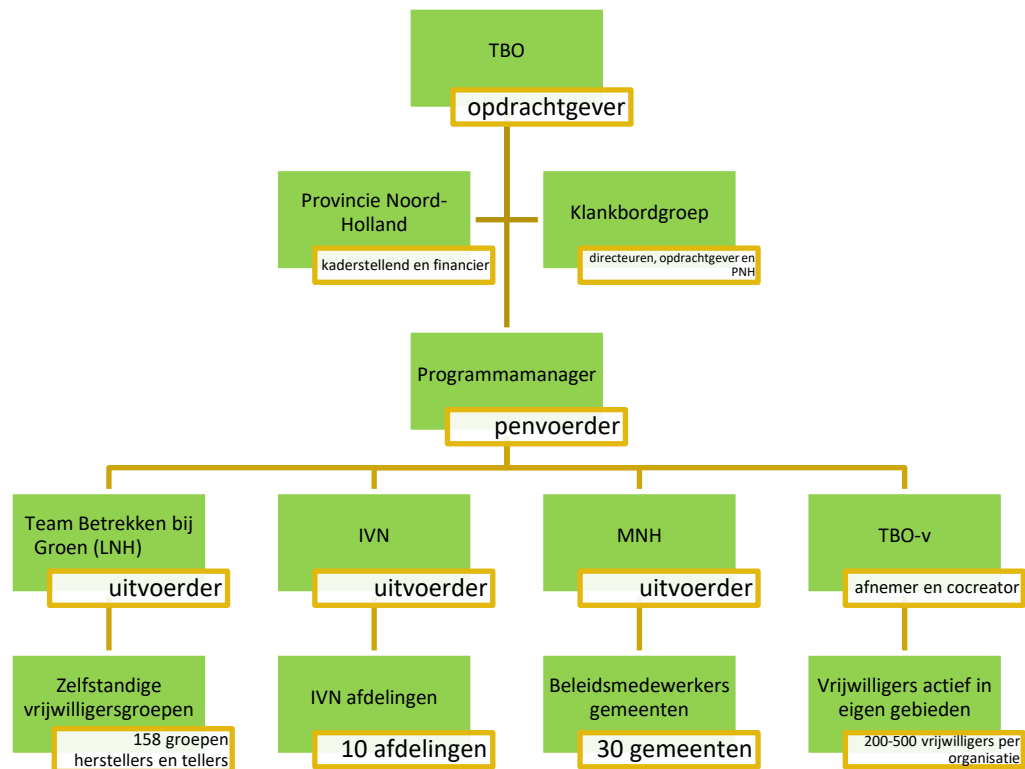 TBO
opdrachtgever
Provincie Noord-
Holland
kaderstellend en financier
Klankbordgroep
directeuren, opdrachtgever en
PNH
Programmamanager
penvoerder
Team Betrekken bij
Groen (LNH)
uitvoerder
IVN
uitvoerder
MNH
uitvoerder
TBO-v
afnemer en cocreator
Zelfstandige
vrijwilligersgroepen
158 groepen
herstellers en tellers
IVN afdelingen
10 afdelingen
Beleidsmedewerkers
gemeenten
30 gemeenten
Vrijwilligers actief in
eigen gebieden
200-500 vrijwilligers per
organisatie